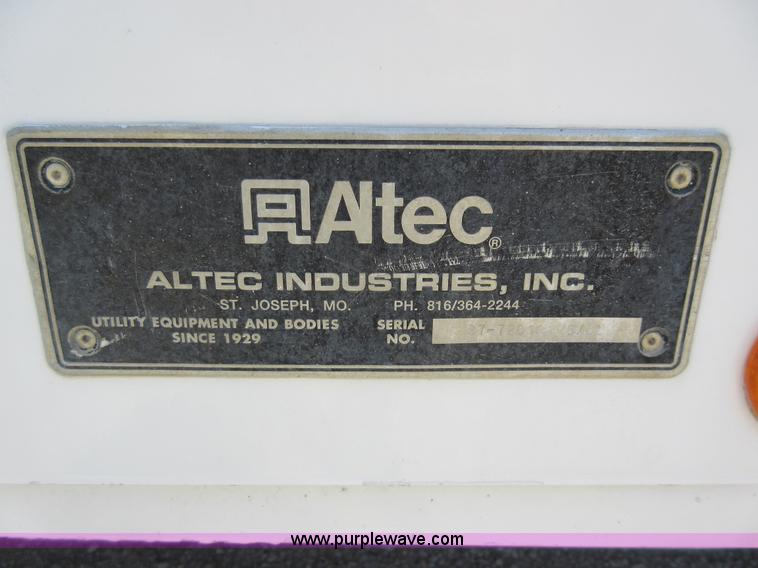 Altec®
ALTEC INDUSTRIES, INC.
ST. JOSEPH, MO. PH. 816/364-2244
UTILITY EQUIPMENT AND BODIES SERIAL
SINCE 1929 NO.
www.purplewave.com